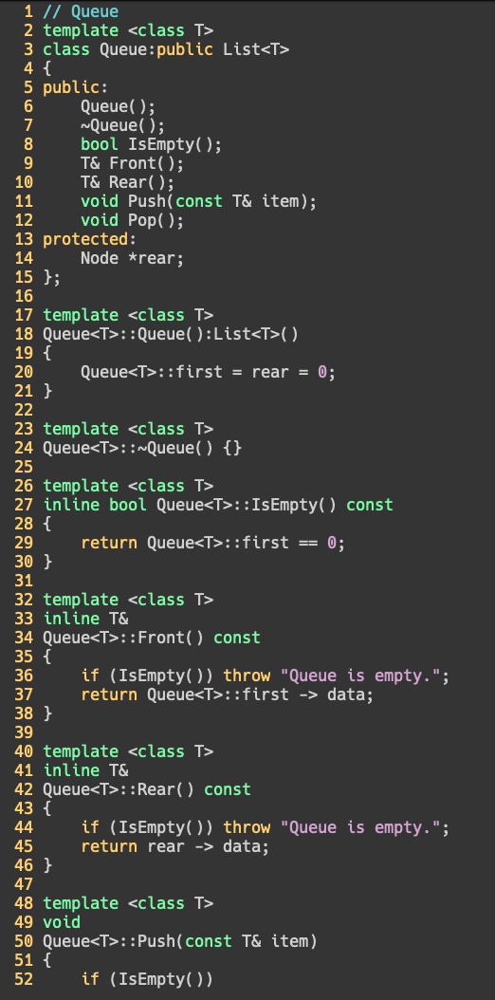 1 // Queue
2 template <class T>
3 class Queue:public List<T>
4 {
5 public:
6     Queue();
7     ~Queue();
8     bool IsEmpty();
9     T& Front();
10     T& Rear();
11     void Push(const T& item);
12     void Pop();
13 protected:
14     Node *rear;
15 };
16
17 template <class T>
18 Queue<T>::Queue():List<T>()
19 {
20     Queue<T>::first = rear = 0;
21 }
22
23 template <class T>
24 Queue<T>::~Queue() {}
25
26 template <class T>
27 inline bool Queue<T>::IsEmpty() const
28 {
29     return Queue<T>::first == 0;
30 }
31
32 template <class T>
33 inline T&
34 Queue<T>::Front() const
35 {
36     if (IsEmpty()) throw "Queue is empty.";
37     return Queue<T>::first -> data;
38 }
39
40 template <class T>
41 inline T&
42 Queue<T>::Rear() const
43 {
44     if (IsEmpty()) throw "Queue is empty.";
45     return rear -> data;
46 }
47
48 template <class T>
49 void
50 Queue<T>::Push(const T& item)
51 {
52     if (IsEmpty())